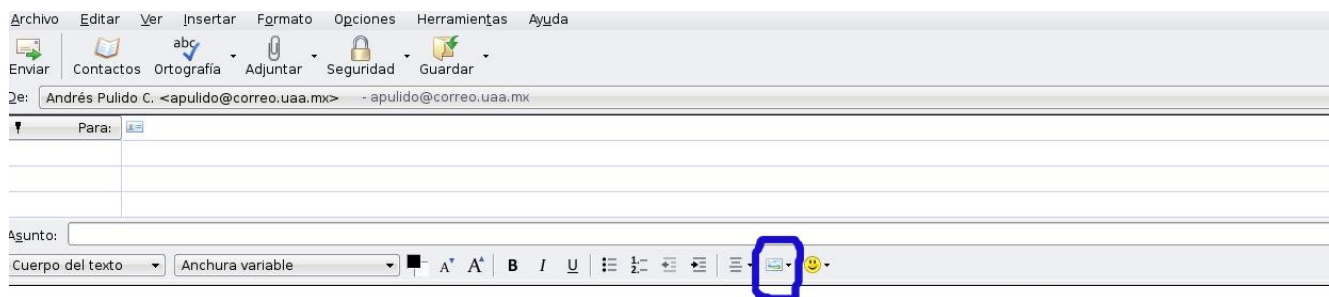 Archivo Editar Ver Insertar Formato Opciones Herramientas Ayuda
abc
Enviar Contactos Ortografía Adjuntar Seguridad Guardar
De: Andrés Pulido C. <apulido@correo.uaa.mx> - apulido@correo.uaa.mx
Para:
Asunto:
Cuerpo del texto Anchura variable A A B I U